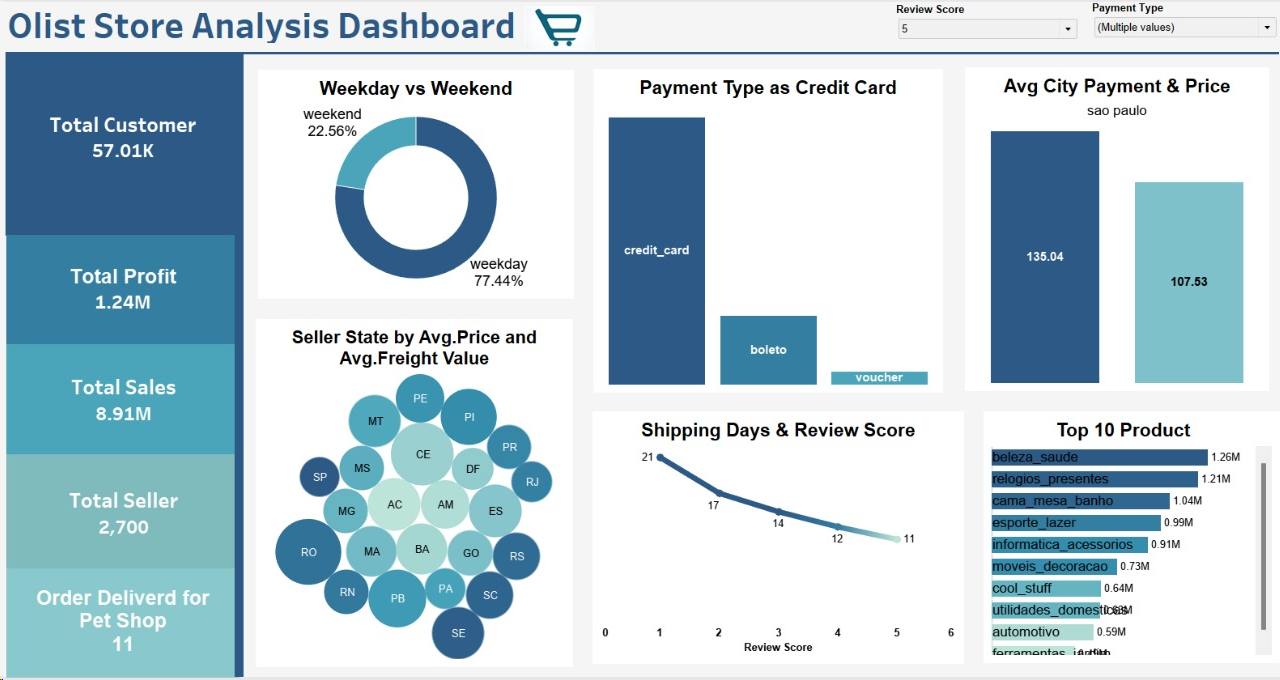 Olist Store Analysis Dashboard
Review Score
5
Payment Type
(Multiple values)
Total Customer
57.01K
Total Profit
1.24M
Total Sales
8.91M
Total Seller
2,700
Order Deliverd for
Pet Shop
11
Weekday vs Weekend
weekend
22.56%
weekday
77.44%
Payment Type as Credit Card
credit_card
boleto
voucher
Avg City Payment & Price
sao paulo
135.04
107.53
Seller State by Avg.Price and
Avg.Freight Value
PE
MT
PI
PR
CE
DF
MS
SP
RJ
AC
AM
MG
ES
RO
MA
BA
GO
RS
RN
PB
PA
SC
SE
Shipping Days & Review Score
21
17
14
12
11
0 1 2 3 4 5 6
Review Score
Top 10 Product
beleza_saude 1.26M
relogios_presentes 1.21M
cama_mesa_banho 1.04M
esporte_lazer 0.99M
informatica_acessorios 0.91M
moveis_decoracao 0.73M
cool_stuff 0.64M
utilidades_domesticas
automotivo 0.59M
ferramentas_jardim